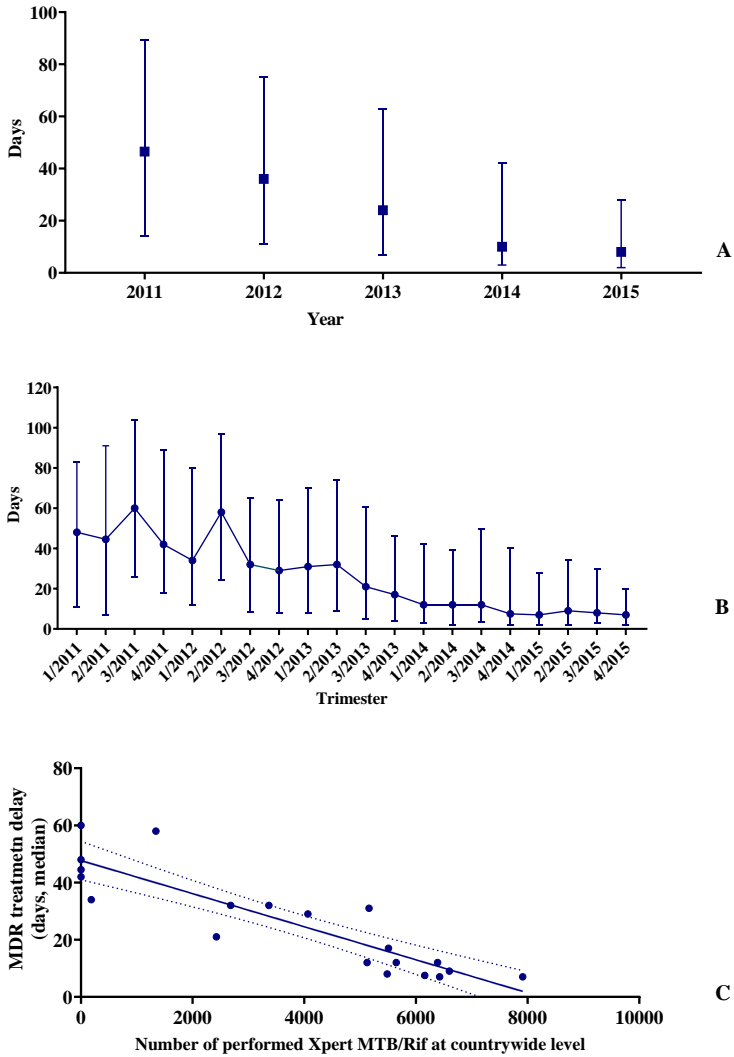 100
80
60
40
20
0
Days
2011 2012 2013 2014 2015
Year
A
120
100
80
60
40
20
0
Days
1/2011 2/2011 3/2011 4/2011 1/2012 2/2012 3/2012 4/2012 1/2013 2/2013 3/2013 4/2013 1/2014 2/2014 3/2014 4/2014 1/2015 2/2015 3/2015 4/2015
Trimester
B
80
60
40
20
0
MDR treatmetn delay
(days, median)
0 2000 4000 6000 8000 10000
Number of performed Xpert MTB/Rif at countrywide level
C